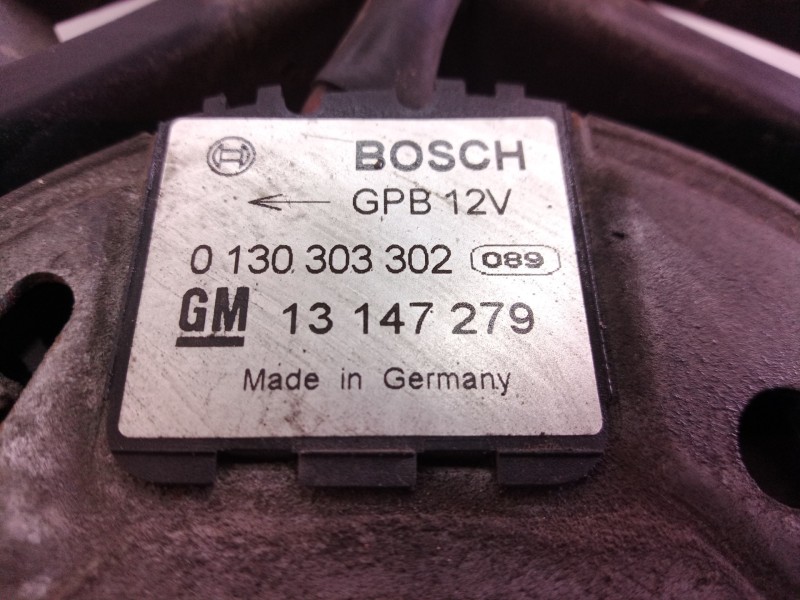 BOSCH
← GPB 12V
0 130 303 302 089
GM 13 147 279
Made in Germany